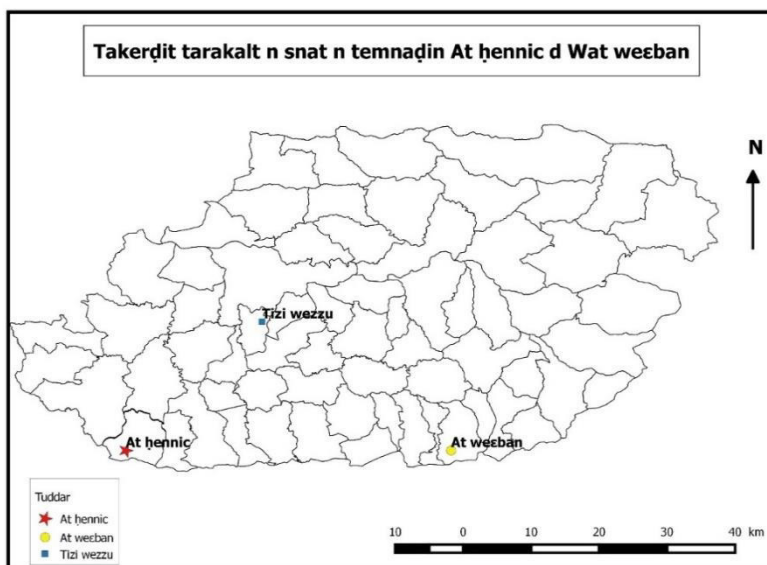 Takerḍit tarakalt n snat n temnaḍin At ḥennic d Wat weɛban
N
Tizi wezzu
At ḥennic
At weɛban
Tuddar
At ḥennic
At weɛban
Tizi wezzu
10 0 10 20 30 40 km